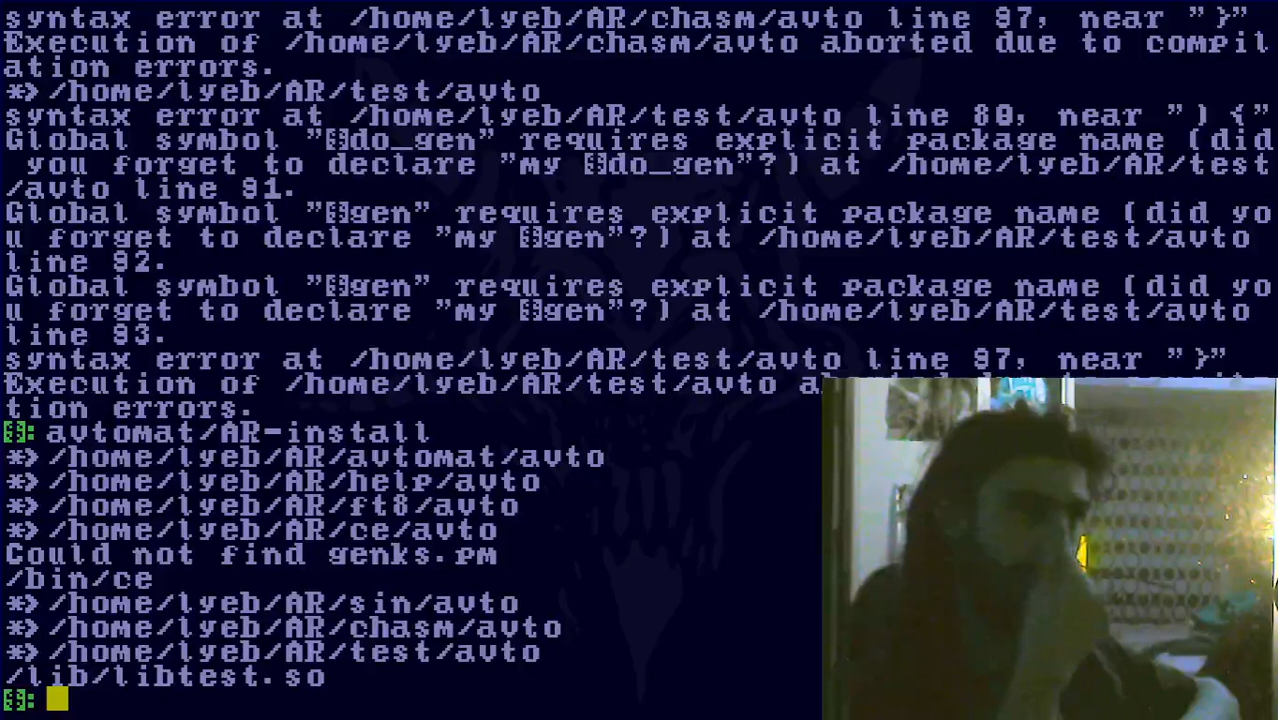 syntax error at /home/lyeb/AR/chasm/avto line 97, near "}"
Execution of /home/lyeb/AR/chasm/avto aborted due to compil
ation errors.
*> /home/lyeb/AR/test/avto
syntax error at /home/lyeb/AR/test/avto line 80, near ") {"
Global symbol "$do_gen" requires explicit package name (did
 you forget to declare "my $do_gen"?) at /home/lyeb/AR/test
/avto line 91.
Global symbol "$gen" requires explicit package name (did yo
u forget to declare "my $gen"?) at /home/lyeb/AR/test/avto
line 92.
Global symbol "$gen" requires explicit package name (did yo
u forget to declare "my $gen"?) at /home/lyeb/AR/test/avto
line 93.
syntax error at /home/lyeb/AR/test/avto line 97, near "}"
Execution of /home/lyeb/AR/test/avto
tion errors.
$: avtomat/AR-install
*> /home/lyeb/AR/avtomat/avto
*> /home/lyeb/AR/help/avto
*> /home/lyeb/AR/ft8/avto
*> /home/lyeb/AR/ce/avto
Could not find genks.pm
/bin/ce
*> /home/lyeb/AR/sin/avto
*> /home/lyeb/AR/chasm/avto
*> /home/lyeb/AR/test/avto
/lib/libtest.so
$: